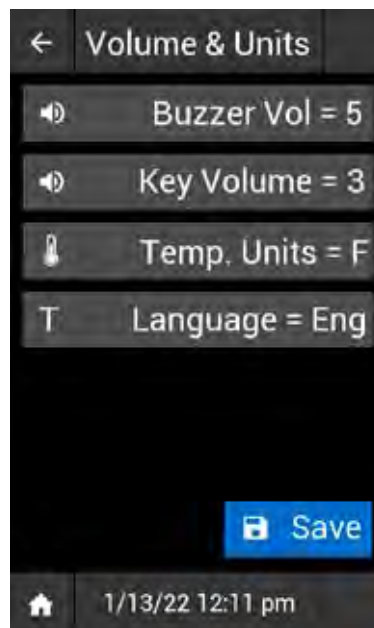 Volume & Units
Buzzer Vol = 5
Key Volume = 3
Temp. Units = F
T Language = Eng
Save
1/13/22 12:11 pm